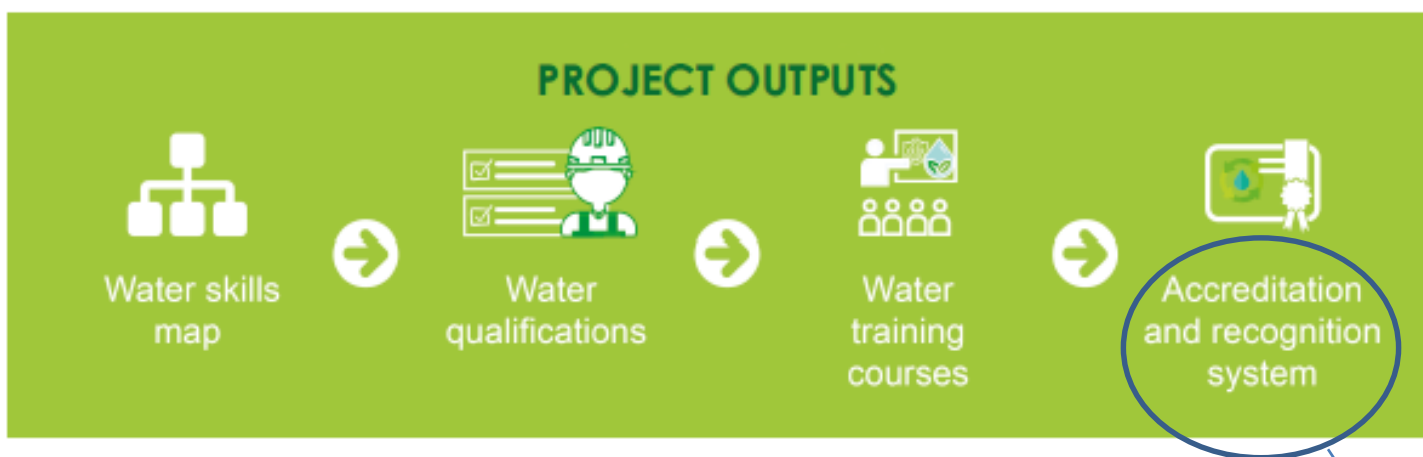 PROJECT OUTPUTS
Water skills
map
Water
qualifications
Water
training
courses
Accreditation
and recognition
system